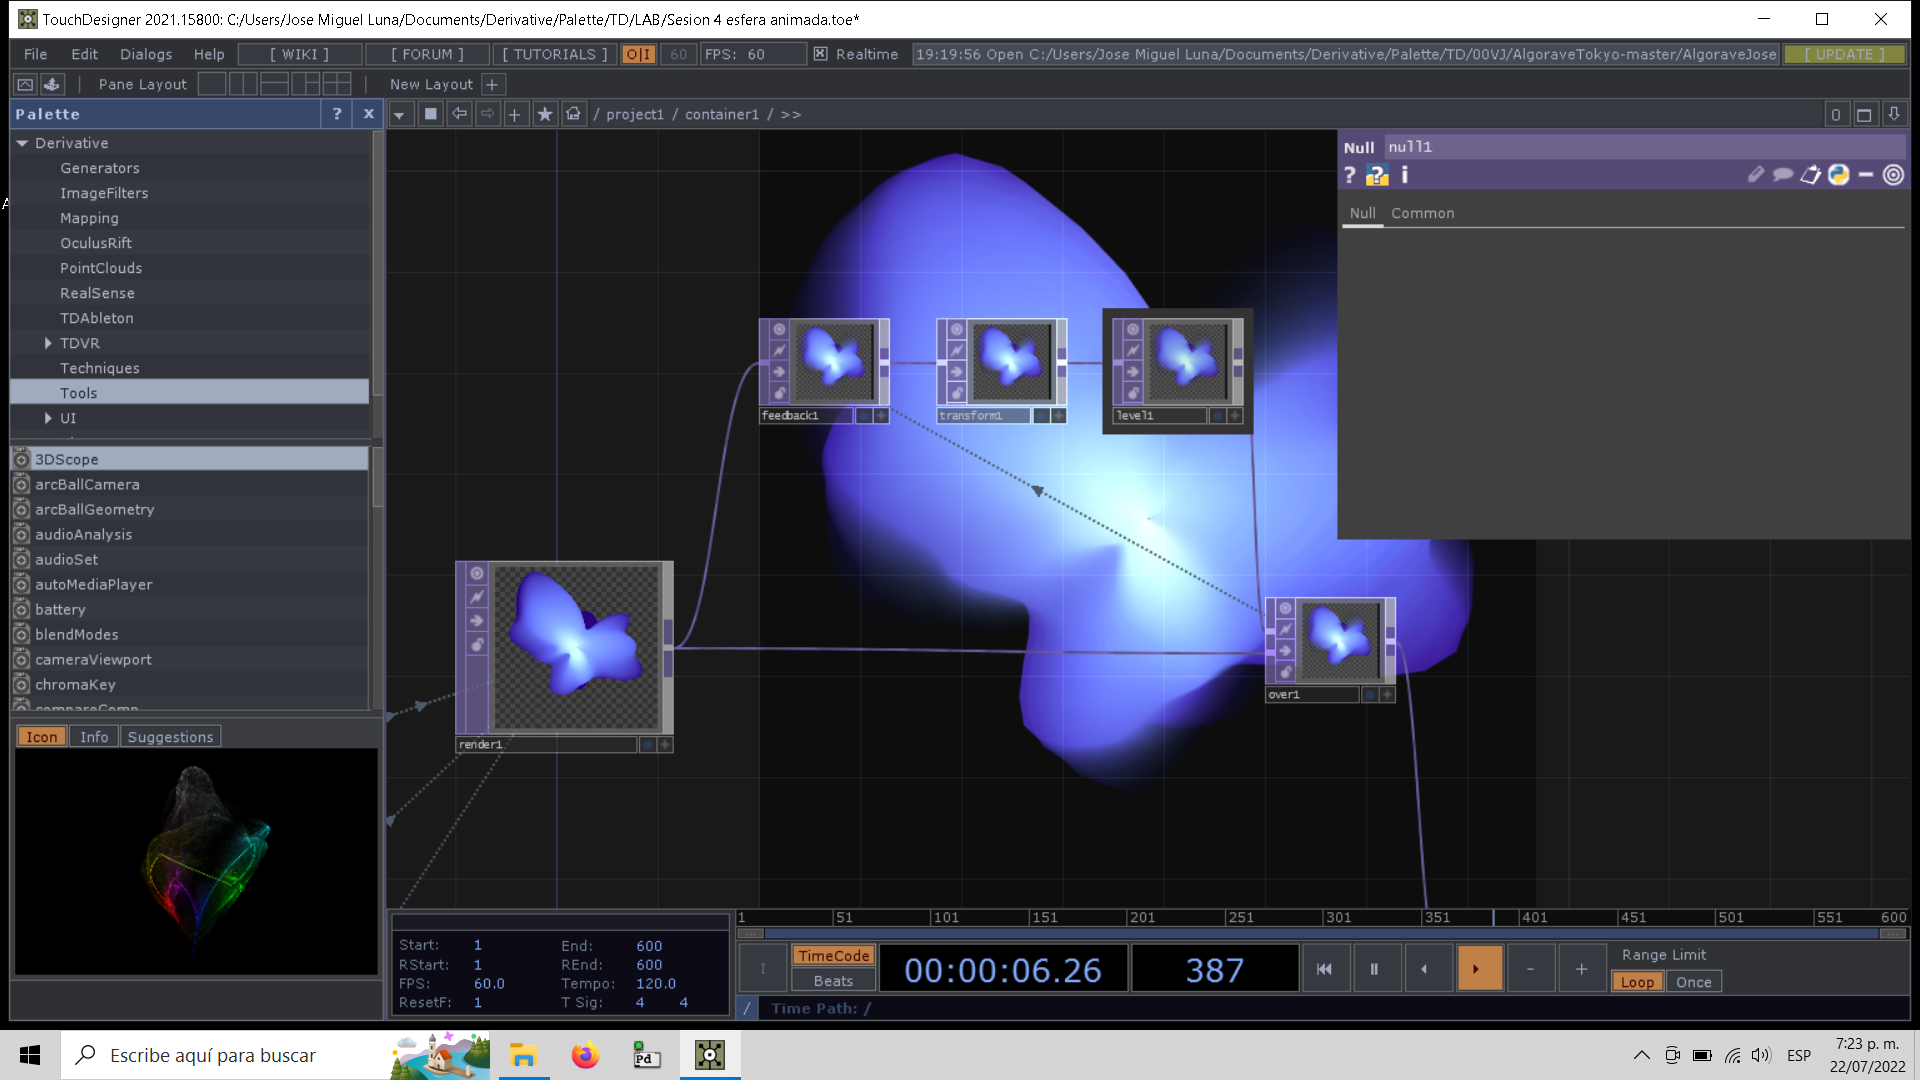 TouchDesigner 2021.15800: C:/Users/Jose Miguel Luna/Documents/Derivative/Palette/TD/LAB/Sesion 4 esfera animada.toe*
File Edit Dialogs Help [ WIKI ] [ FORUM ] [ TUTORIALS ] O|I 60 FPS: 60 Realtime 19:19:56 Open C:/Users/Jose Miguel Luna/Documents/Derivative/Palette/TD/00VJ/AlgoraveTokyo-master/AlgoraveJose [ UPDATE ]
Pane Layout New Layout +
Palette ? x
/ project1 / container1 / >>
0
Derivative
Generators
ImageFilters
Mapping
OculusRift
PointClouds
RealSense
TDAbleton
TDVR
Techniques
Tools
UI
3DScope
arcBallCamera
arcBallGeometry
audioAnalysis
audioSet
autoMediaPlayer
battery
blendModes
cameraViewport
chromaKey
compareComp
Icon Info Suggestions
Null null1
? ? i
Null Common
feedback1
transform1
level1
render1
over1
1 51 101 151 201 251 301 351 401 451 501 551 600
Start: 1 End: 600
RStart: 1 REnd: 600
FPS: 60.0 Tempo: 120.0
ResetF: 1 T Sig: 4 4
I TimeCode Beats 00:00:06.26 387 - +
Range Limit
Loop Once
/ Time Path: /
Escribe aquí para buscar
Pd
ESP
7:23 p. m.
22/07/2022